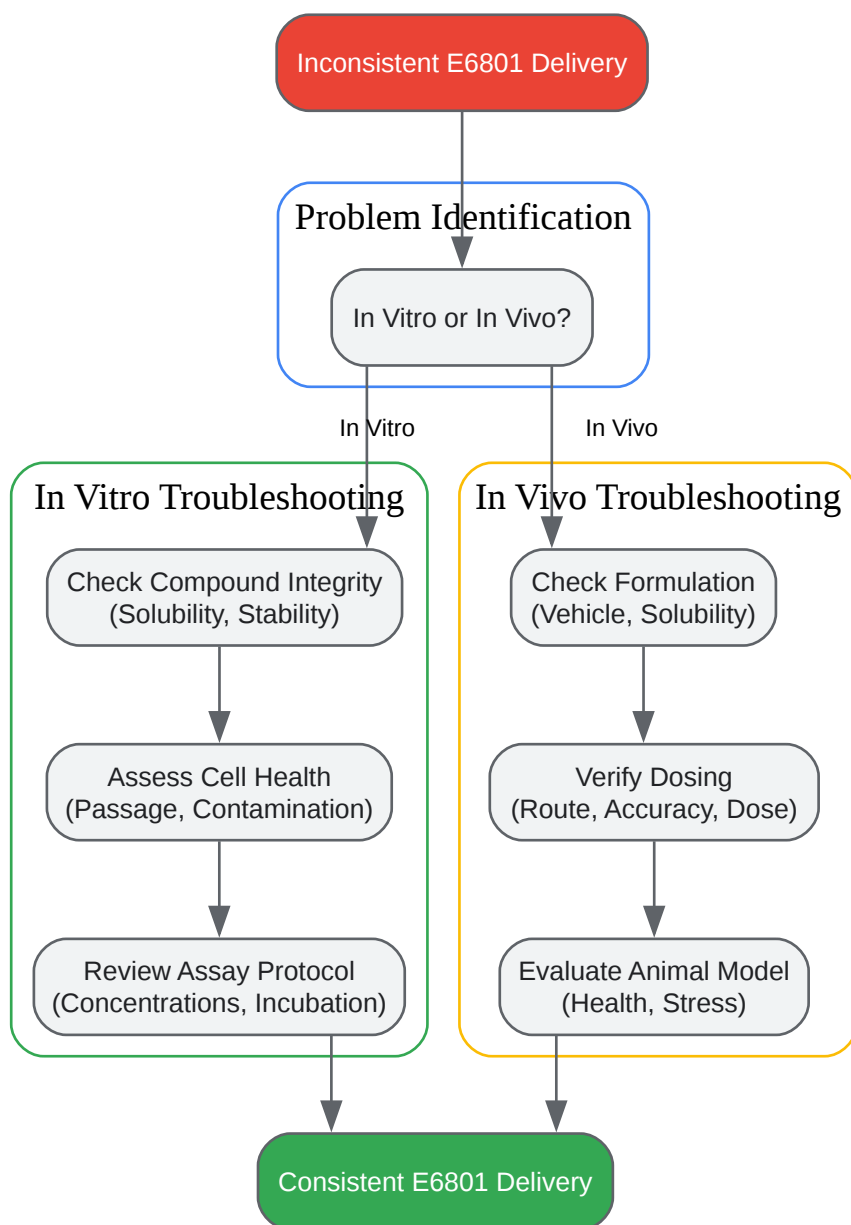 Inconsistent E6801 Delivery
Problem Identification
In Vitro or In Vivo?
In Vitro
In Vivo
In Vitro Troubleshooting
Check Compound Integrity
(Solubility, Stability)
Assess Cell Health
(Passage, Contamination)
Review Assay Protocol
(Concentrations, Incubation)
In Vivo Troubleshooting
Check Formulation
(Vehicle, Solubility)
Verify Dosing
(Route, Accuracy, Dose)
Evaluate Animal Model
(Health, Stress)
Consistent E6801 Delivery